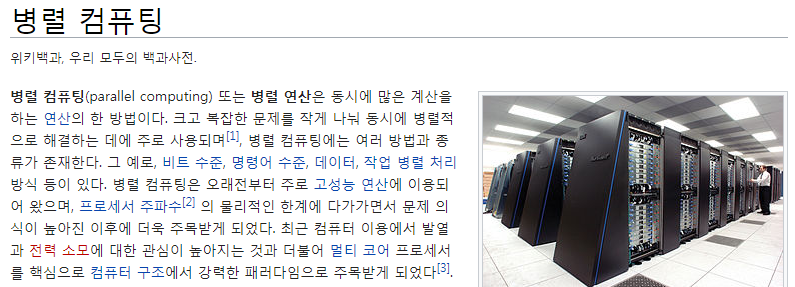 병렬 컴퓨팅
위키백과, 우리 모두의 백과사전.
병렬 컴퓨팅(parallel computing) 또는 병렬 연산은 동시에 많은 계산을
하는 연산의 한 방법이다. 크고 복잡한 문제를 작게 나눠 동시에 병렬적
으로 해결하는 데에 주로 사용되며[1], 병렬 컴퓨팅에는 여러 방법과 종
류가 존재한다. 그 예로, 비트 수준, 명령어 수준, 데이터, 작업 병렬 처리
방식 등이 있다. 병렬 컴퓨팅은 오래전부터 주로 고성능 연산에 이용되
어 왔으며, 프로세서 주파수[2] 의 물리적인 한계에 다가가면서 문제 의
식이 높아진 이후에 더욱 주목받게 되었다. 최근 컴퓨터 이용에서 발열
과 전력 소모에 대한 관심이 높아지는 것과 더불어 멀티 코어 프로세서
를 핵심으로 컴퓨터 구조에서 강력한 패러다임으로 주목받게 되었다[3].